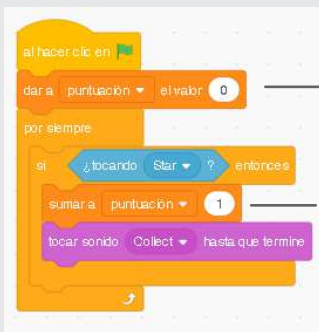 al hacer clic en
dar a puntuación el valor 0
por siempre
si ¿tocando Star ? entonces
sumar a puntuación 1
tocar sonido Collect hasta que termine